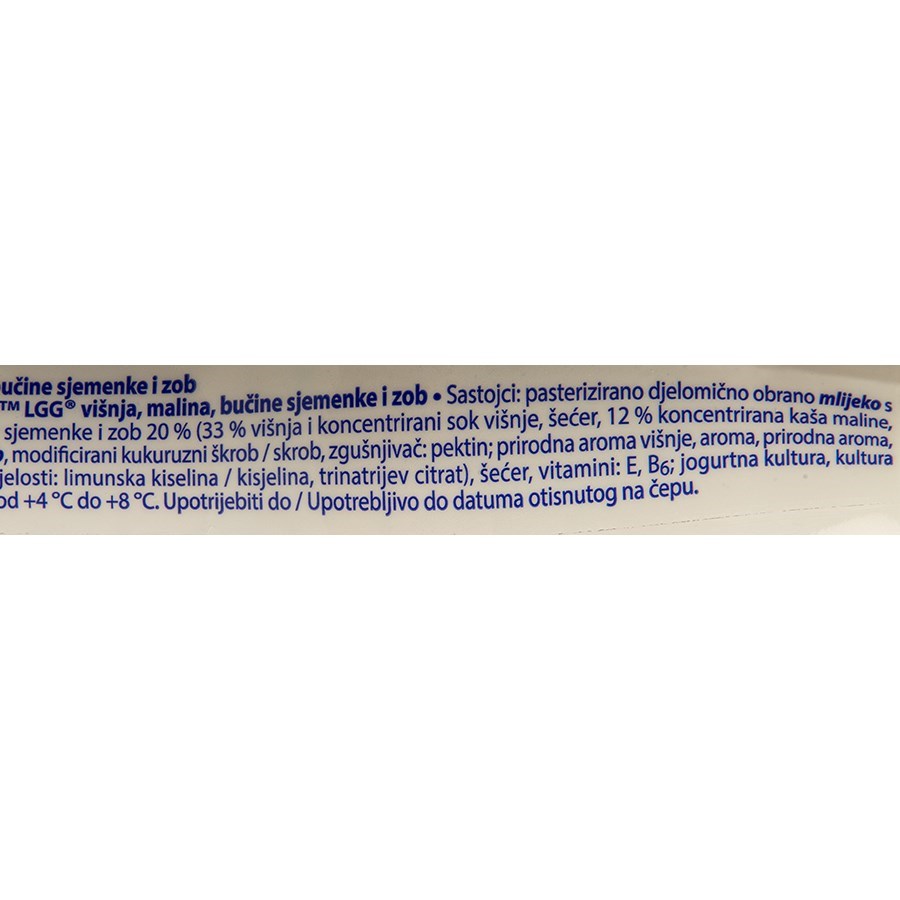 bučine sjemenke i zob
™ LGG® višnja, malina, bučine sjemenke i zob • Sastojci: pasterizirano djelomično obrano mlijeko s
sjemenke i zob 20 % (33 % višnja i koncentrirani sok višnje, šećer, 12 % koncentrirana kaša maline,
, modificirani kukuruzni škrob / skrob, zgušnjivač: pektin; prirodna aroma višnje, aroma, prirodna aroma,
jelosti: limunska kiselina / kisjelina, trinatrijev citrat), šećer, vitamini: E, B6; jogurtna kultura, kultura
od +4 °C do +8 °C. Upotrijebiti do / Upotrebljivo do datuma otisnutog na čepu.